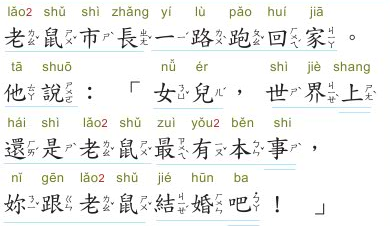 lǎo2 shǔ shì zhǎng yí lù pǎo huí jiā
老鼠市長一路跑回家。
tā shuō nǚ ér shì jiè shang
他說：「女兒，世界上
hái shì lǎo2 shǔ zuì yǒu2 běn shi
還是老鼠最有本事，
nǐ gēn lǎo2 shǔ jié hūn ba
妳跟老鼠結婚吧！」